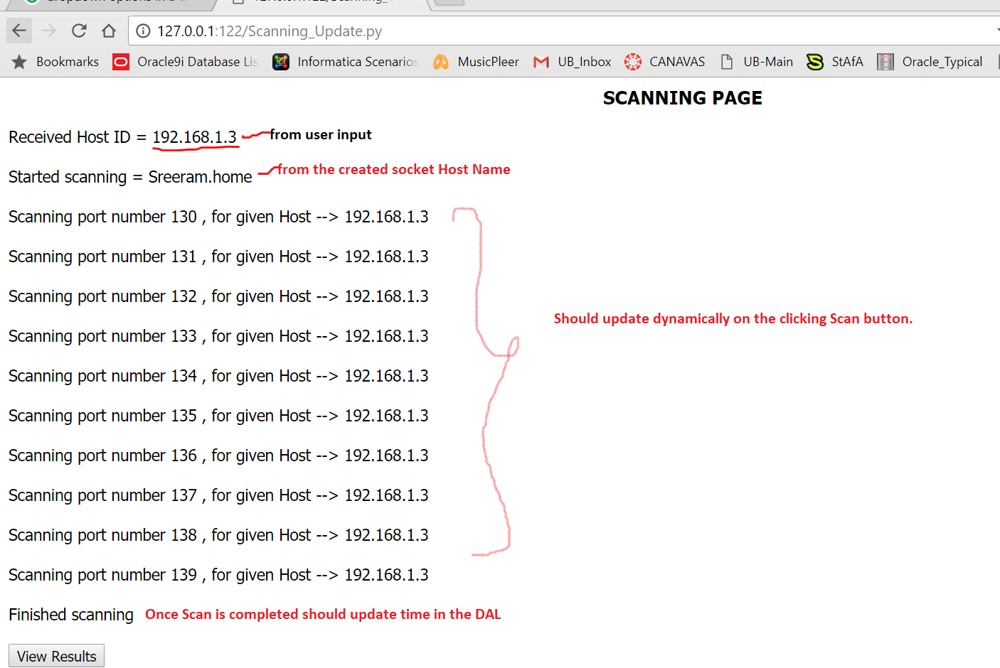 127.0.0.1:122/Scanning_Update.py
Bookmarks Oracle9i Database Lis Informatica Scenarios MusicPleer UB_Inbox CANAVAS UB-Main StAfA Oracle_Typical
SCANNING PAGE
Received Host ID = 192.168.1.3 from user input
Started scanning = Sreeram.home from the created socket Host Name
Scanning port number 130 , for given Host --> 192.168.1.3
Scanning port number 131 , for given Host --> 192.168.1.3
Scanning port number 132 , for given Host --> 192.168.1.3
Should update dynamically on the clicking Scan button.
Scanning port number 133 , for given Host --> 192.168.1.3
Scanning port number 134 , for given Host --> 192.168.1.3
Scanning port number 135 , for given Host --> 192.168.1.3
Scanning port number 136 , for given Host --> 192.168.1.3
Scanning port number 137 , for given Host --> 192.168.1.3
Scanning port number 138 , for given Host --> 192.168.1.3
Scanning port number 139 , for given Host --> 192.168.1.3
Finished scanning Once Scan is completed should update time in the DAL
View Results